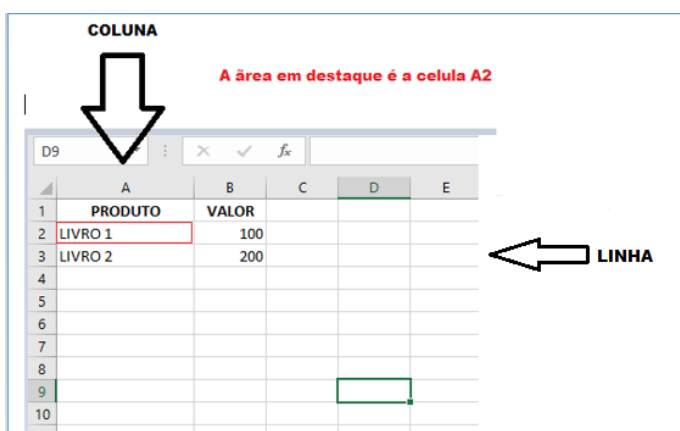 COLUNA
A ãrea em destaque é a celula A2
D9 fx
A B C D E
1 PRODUTO VALOR
2 LIVRO 1 100
3 LIVRO 2 200
LINHA
4
5
6
7
8
9
10